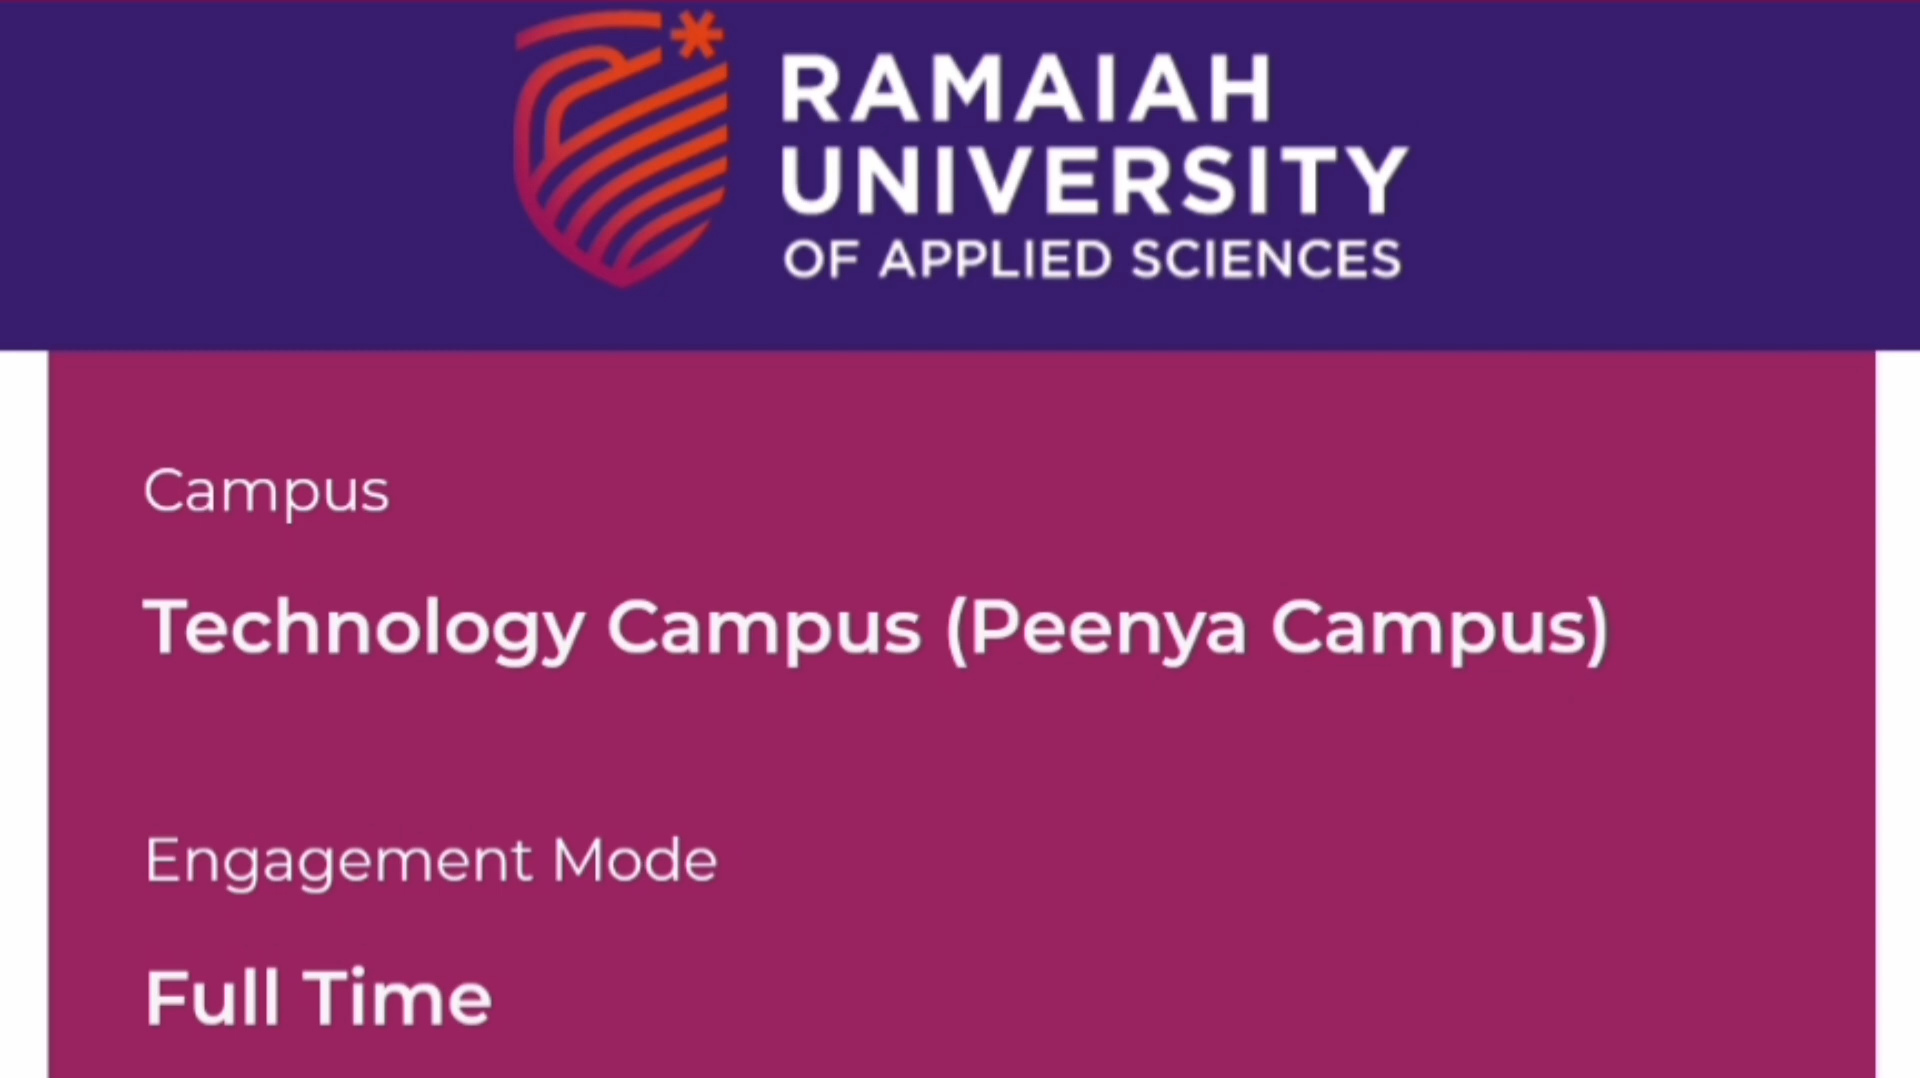 RAMAIAH
UNIVERSITY
OF APPLIED SCIENCES
Campus
Technology Campus (Peenya Campus)
Engagement Mode
Full Time